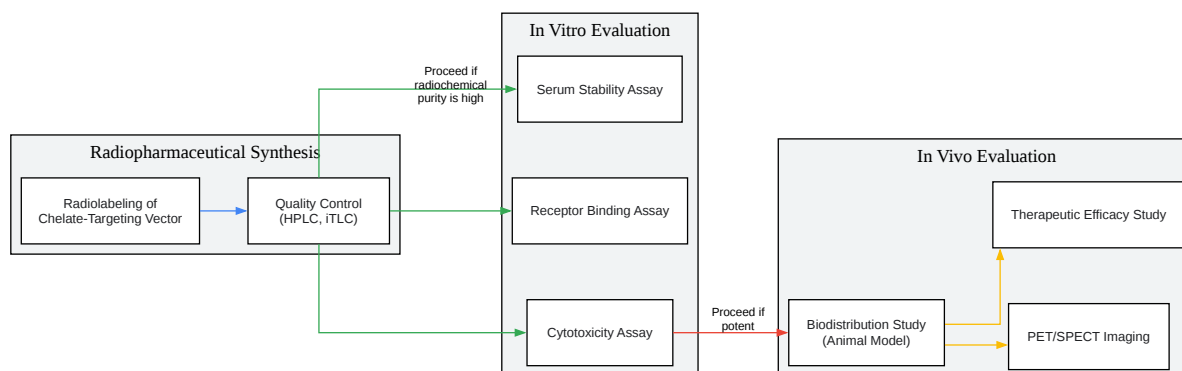 Radiopharmaceutical Synthesis
Radiolabeling of
Chelate-Targeting Vector
Quality Control
(HPLC, iTLC)
Proceed if
radiochemical
purity is high
In Vitro Evaluation
Serum Stability Assay
Receptor Binding Assay
Cytotoxicity Assay
Proceed if
potent
In Vivo Evaluation
Therapeutic Efficacy Study
Biodistribution Study
(Animal Model)
PET/SPECT Imaging